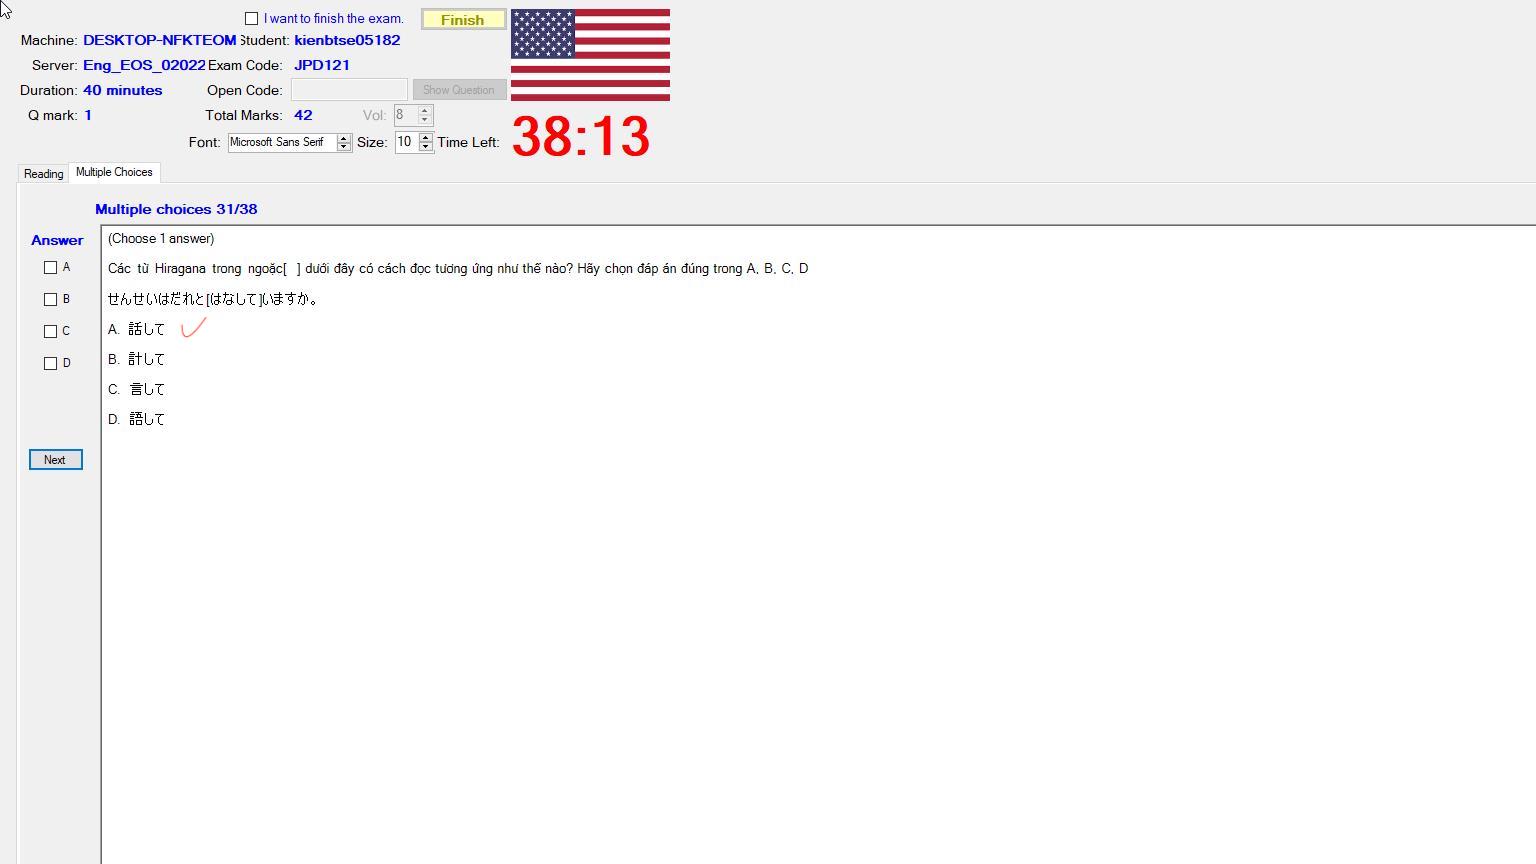 I want to finish the exam.
Finish
Machine: DESKTOP-NFKTEOM Student: kienbtse05182
Server: Eng_EOS_02022 Exam Code: JPD121
Duration: 40 minutes Open Code: Show Question
Q mark: 1 Total Marks: 42 Vol: 8
Font: Microsoft Sans Serif Size: 10 Time Left: 38:13
Reading Multiple Choices
Multiple choices 31/38
Answer
A
B
C
D
Next
(Choose 1 answer)
Các từ Hiragana trong ngoặc[ ] dưới đây có cách đọc tương ứng như thế nào? Hãy chọn đáp án đúng trong A, B, C, D
せんせいはだれと[はなして]いますか。
A. 話して
B. 計して
C. 言して
D. 語して